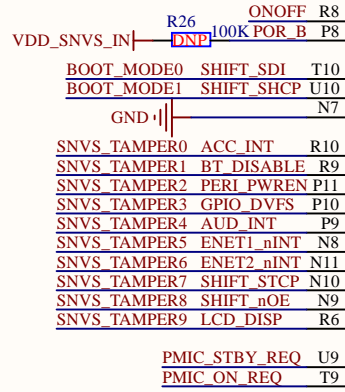 ONOFF R8
R26
VDD_SNVS_IN DNP 100K POR_B P8
BOOT_MODE0 SHIFT_SDI T10
BOOT_MODE1 SHIFT_SHCP U10
N7
GND
SNVS_TAMPER0 ACC_INT R10
SNVS_TAMPER1 BT_DISABLE R9
SNVS_TAMPER2 PERI_PWREN P11
SNVS_TAMPER3 GPIO_DVFS P10
SNVS_TAMPER4 AUD_INT P9
SNVS_TAMPER5 ENET1_nINT N8
SNVS_TAMPER6 ENET2_nINT N11
SNVS_TAMPER7 SHIFT_STCP N10
SNVS_TAMPER8 SHIFT_nOE N9
SNVS_TAMPER9 LCD_DISP R6
PMIC_STBY_REQ U9
PMIC_ON_REQ T9